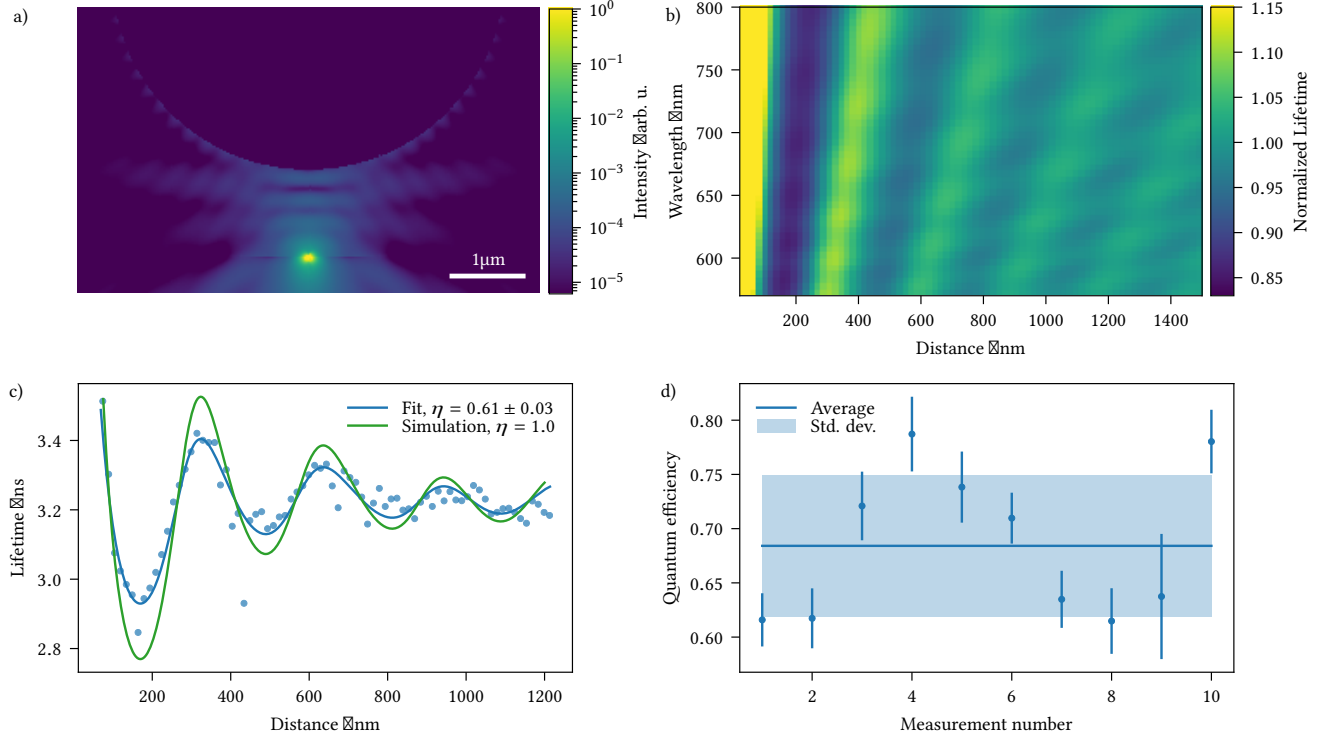 a)
10⁰
10⁻¹
10⁻²
10⁻³
10⁻⁴
10⁻⁵
Intensity ☒arb. u.
1µm
b)
800
750
700
650
600
Wavelength ☒nm
200 400 600 800 1000 1200 1400
Distance ☒nm
1.15
1.10
1.05
1.00
0.95
0.90
0.85
Normalized Lifetime
c)
3.4
3.2
3.0
2.8
Lifetime ☒ns
Fit, η = 0.61 ± 0.03
Simulation, η = 1.0
200 400 600 800 1000 1200
Distance ☒nm
d)
0.80
0.75
0.70
0.65
0.60
Quantum efficiency
Average
Std. dev.
2 4 6 8 10
Measurement number